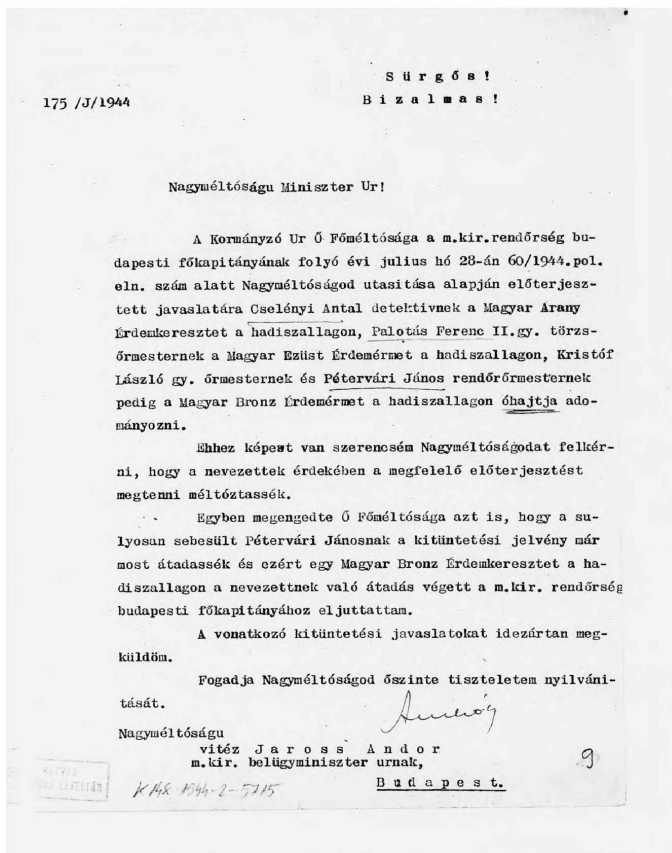 S ü r g ő s !
175 /J/1944
B i z a l m a s !
Nagyméltóságu Miniszter Ur!
A Kormányzó Ur Ő Főméltósága a m.kir.rendőrség bu-
dapesti főkapitányának folyó évi julius hó 28-án 60/1944.pol.
eln. szám alatt Nagyméltóságod utasitása alapján előterjesz-
tett javaslatára Cselényi Antal detektivnek a Magyar Arany
Érdemkeresztet a hadiszallagon, Palotás Ferenc II.gy. törzs-
őrmesternek a Magyar Ezüst Érdemérmet a hadiszallagon, Kristóf
László gy. őrmesternek és Pétervári János rendőrőrmesternek
pedig a Magyar Bronz Érdemérmet a hadiszallagon óhajtja ado-
mányozni.
Ehhez képest van szerencsém Nagyméltóságodat felkér-
ni, hogy a nevezettek érdekében a megfelelő előterjesztést
megtenni méltóztassék.
Egyben megengedte Ő Főméltósága azt is, hogy a su-
lyosan sebesült Pétervári Jánosnak a kitüntetési jelvény már
most átadassék és ezért egy Magyar Bronz Érdemkeresztet a ha-
diszallagon a nevezettnek való átadás végett a m.kir. rendőrség
budapesti főkapitányához eljuttattam.
A vonatkozó kitüntetési javaslatokat idezártan meg-
küldöm.
Fogadja Nagyméltóságod őszinte tiszteletem nyilváni-
tását.
Nagyméltóságu
vitéz J a r o s s A n d o r
m.kir. belügyminiszter urnak,
9
B u d a p e s t.
K 148 1944-2-5715